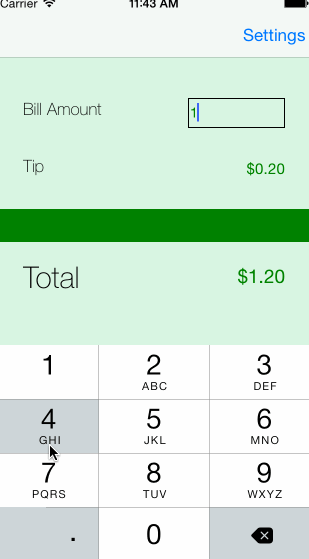 Carrier 11:43 AM
Settings
Bill Amount 1
Tip $0.20
Total $1.20
1 2 3
ABC DEF
4 5 6
GHI JKL MNO
7 8 9
PQRS TUV WXYZ
. 0